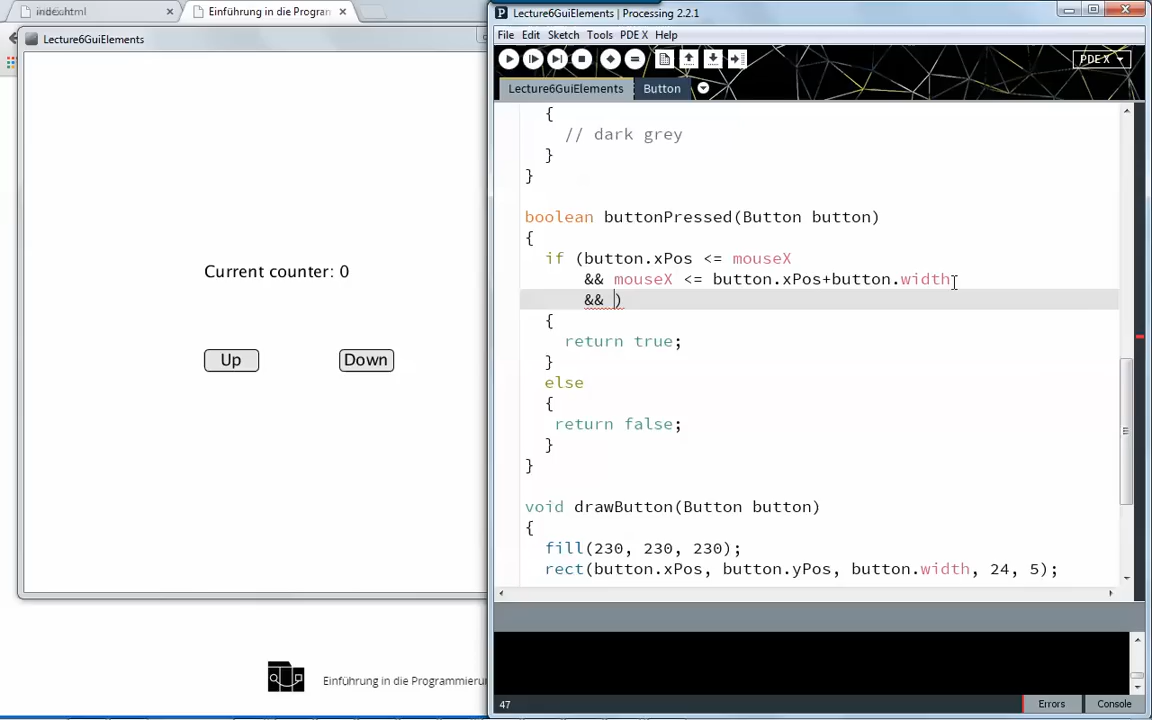 index.html
Einführung in die Program
Lecture6GuiElements
Current counter: 0
Up
Down
Einführung in die Programmierun
Lecture6GuiElements | Processing 2.2.1
File Edit Sketch Tools PDE X Help
PDE X
Lecture6GuiElements
Button
{
// dark grey
}
}
boolean buttonPressed(Button button)
{
if (button.xPos <= mouseX
&& mouseX <= button.xPos+button.width
&& )
{
return true;
}
else
{
return false;
}
}
void drawButton(Button button)
{
fill(230, 230, 230);
rect(button.xPos, button.yPos, button.width, 24, 5);
47
Errors
Console